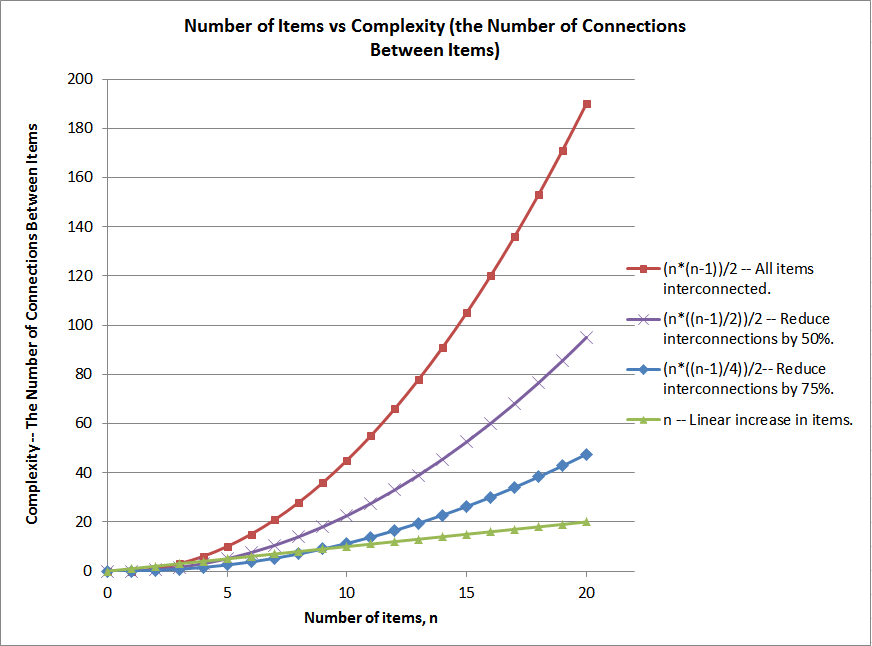 Number of Items vs Complexity (the Number of Connections
Between Items)
Complexity -- The Number of Connections Between Items
200
180
160
140
120
100
80
60
40
20
0
0
5
10
15
20
Number of items, n
(n*(n-1))/2 -- All items
interconnected.
(n*((n-1)/2))/2 -- Reduce
interconnections by 50%.
(n*((n-1)/4))/2-- Reduce
interconnections by 75%.
n -- Linear increase in items.